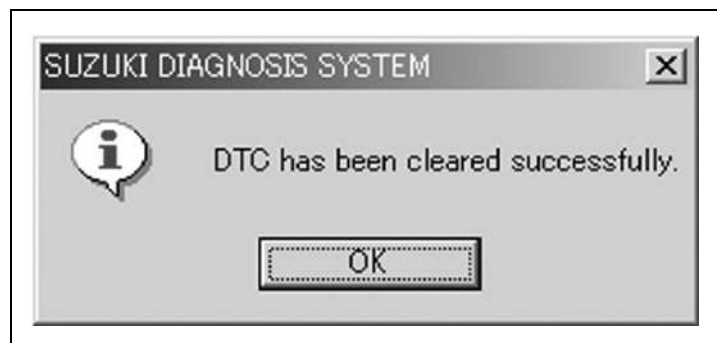 SUZUKI DIAGNOSIS SYSTEM
DTC has been cleared successfully.
OK